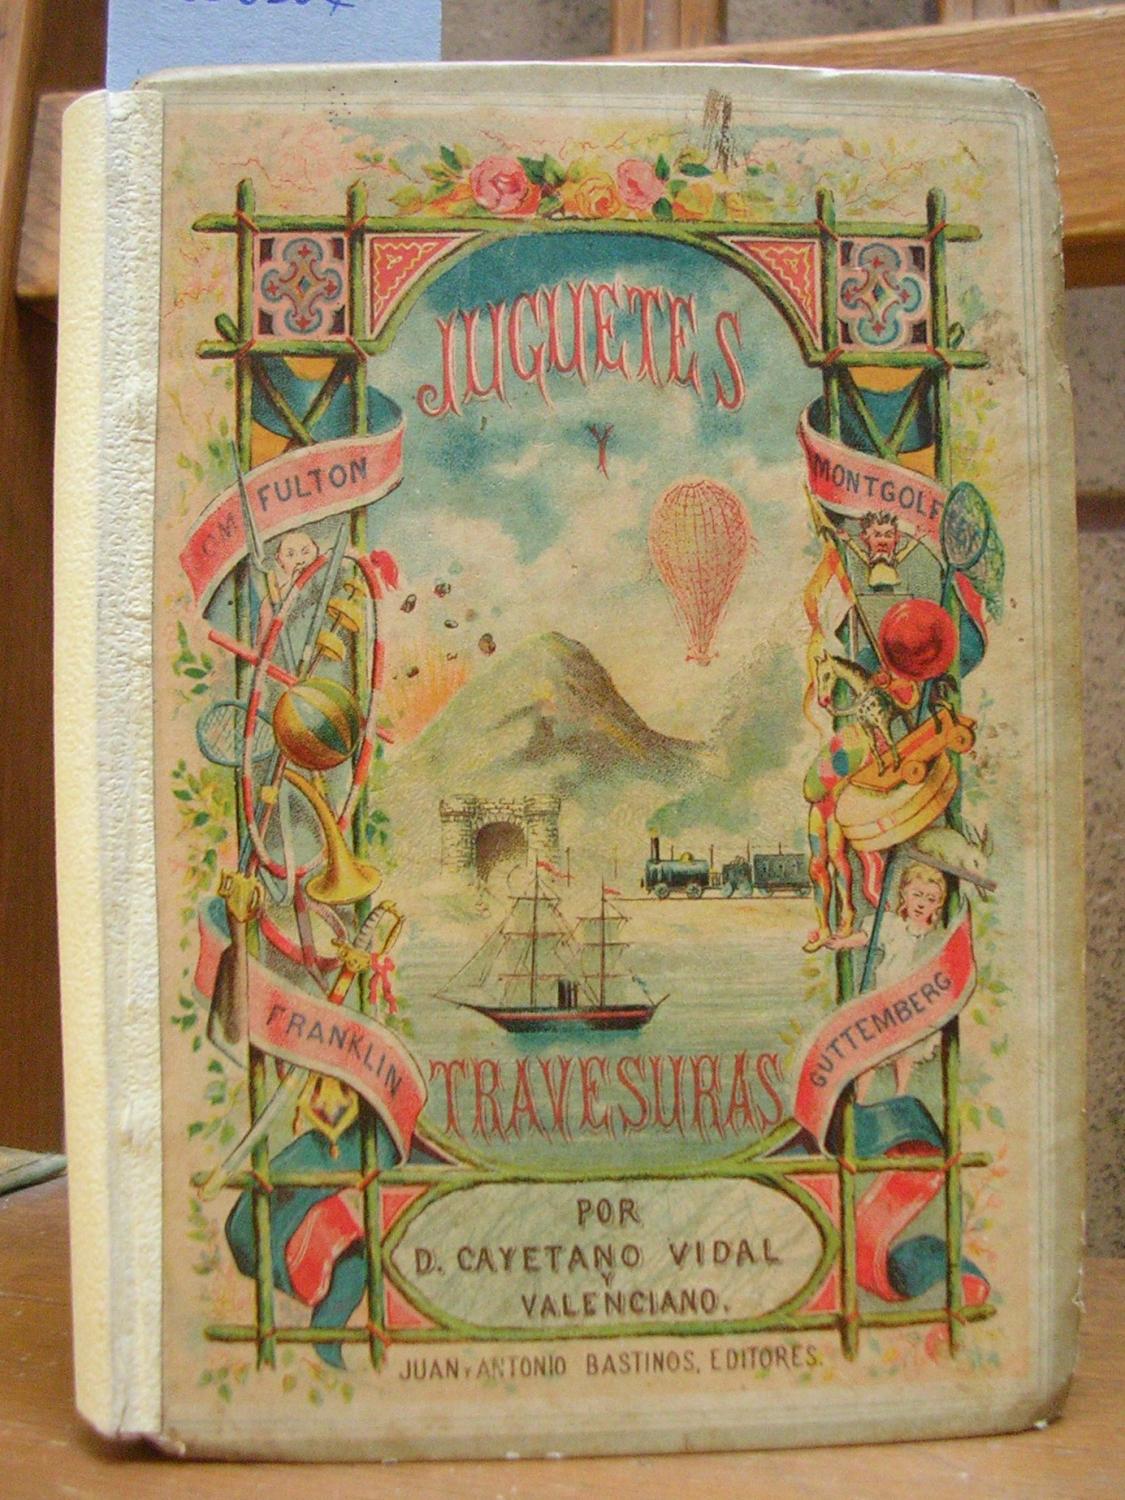 JUGUETES
Y
FULTON
MONTGOLF
FRANKLIN
GUTTEMBERG
TRAVESURAS
POR
D. CAYETANO VIDAL
Y
VALENCIANO.
JUAN Y ANTONIO BASTINOS, EDITORES.